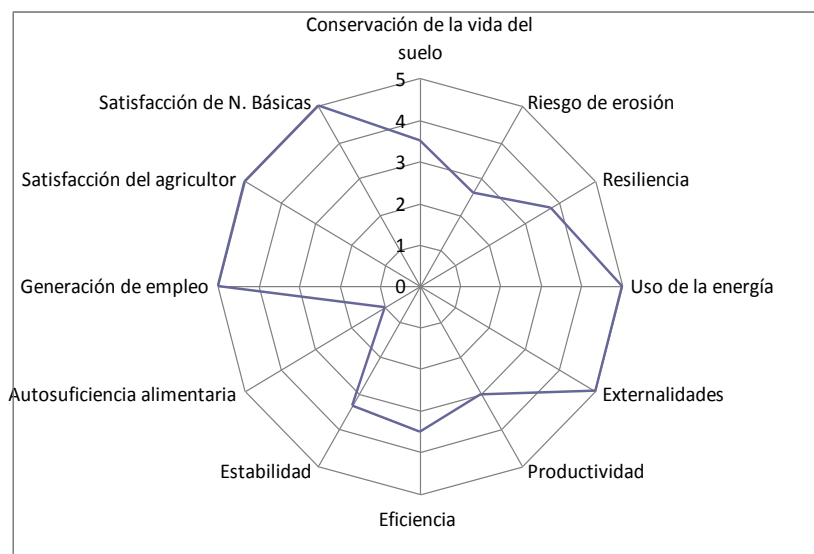 Conservación de la vida del
suelo
5
Satisfacción de N. Básicas
Riesgo de erosión
4
3
Satisfacción del agricultor
Resiliencia
2
1
Generación de empleo
0
Uso de la energía
Autosuficiencia alimentaria
Externalidades
Estabilidad
Productividad
Eficiencia